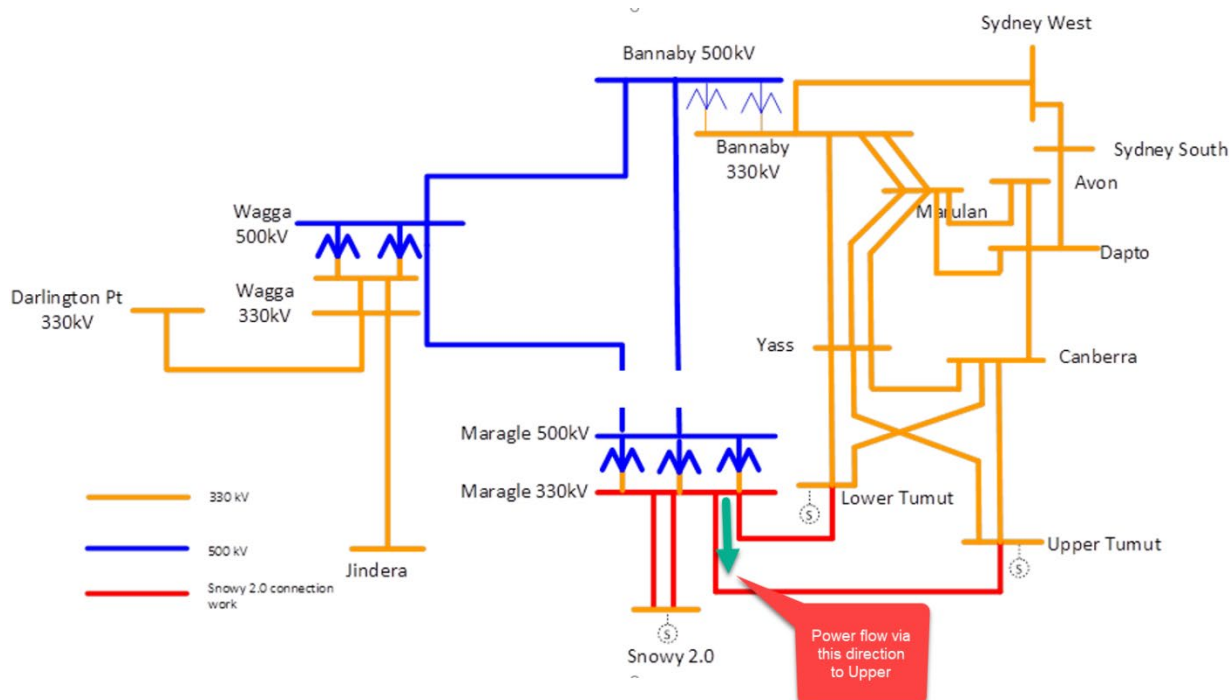 Sydney West
Bannaby 500kV
Bannaby
330kV
Sydney South
Avon
Marulan
Wagga
500kV
Dapto
Darlington Pt
330kV
Wagga
330kV
Yass
Canberra
Maragle 500kV
Maragle 330kV
Lower Tumut
330 kV
500 kV
Snowy 2.0 connection
work
Jindera
Upper Tumut
S
S
S
Snowy 2.0
Power flow via
this direction
to Upper